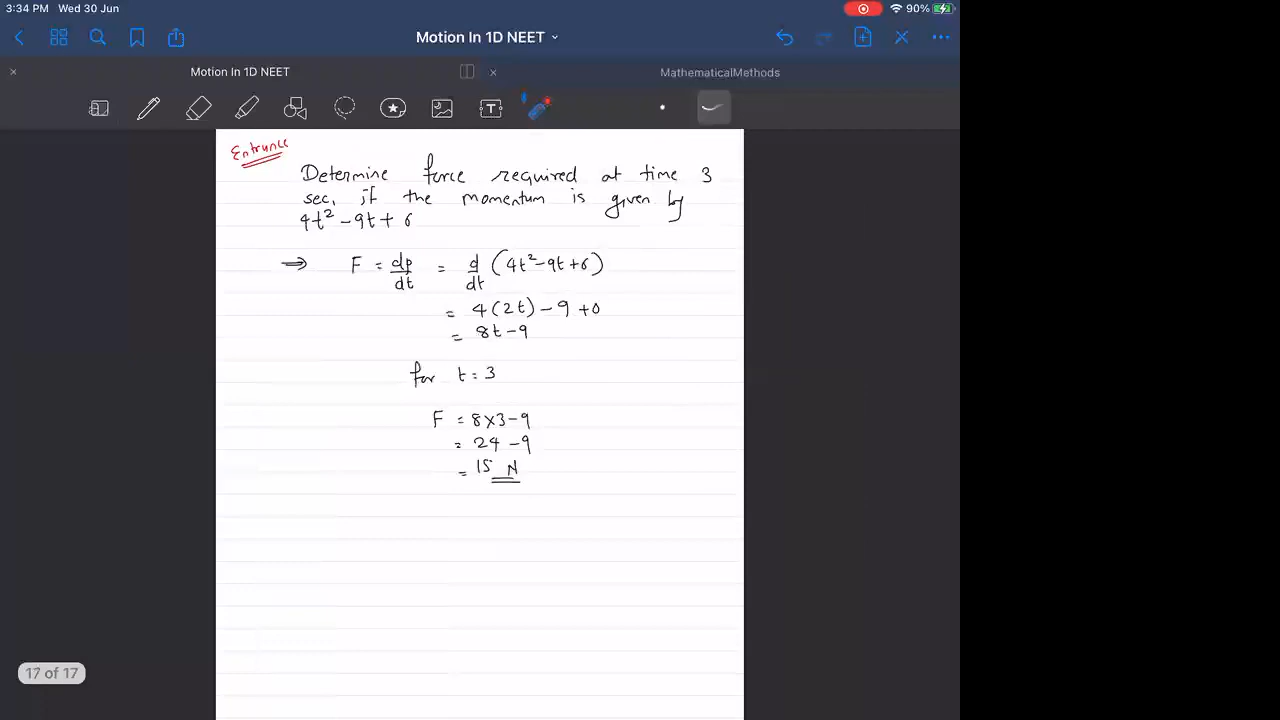 3:34 PM Wed 30 Jun
90%
Motion In 1D NEET
Motion In 1D NEET
MathematicalMethods
Entrance
Determine force required at time 3
sec, if the momentum is given by
4t² - 9t + 6
⇒ F = dp/dt = d/dt (4t² - 9t + 6)
= 4(2t) - 9 + 0
= 8t - 9
for t = 3
F = 8×3 - 9
= 24 - 9
= 15 N
17 of 17